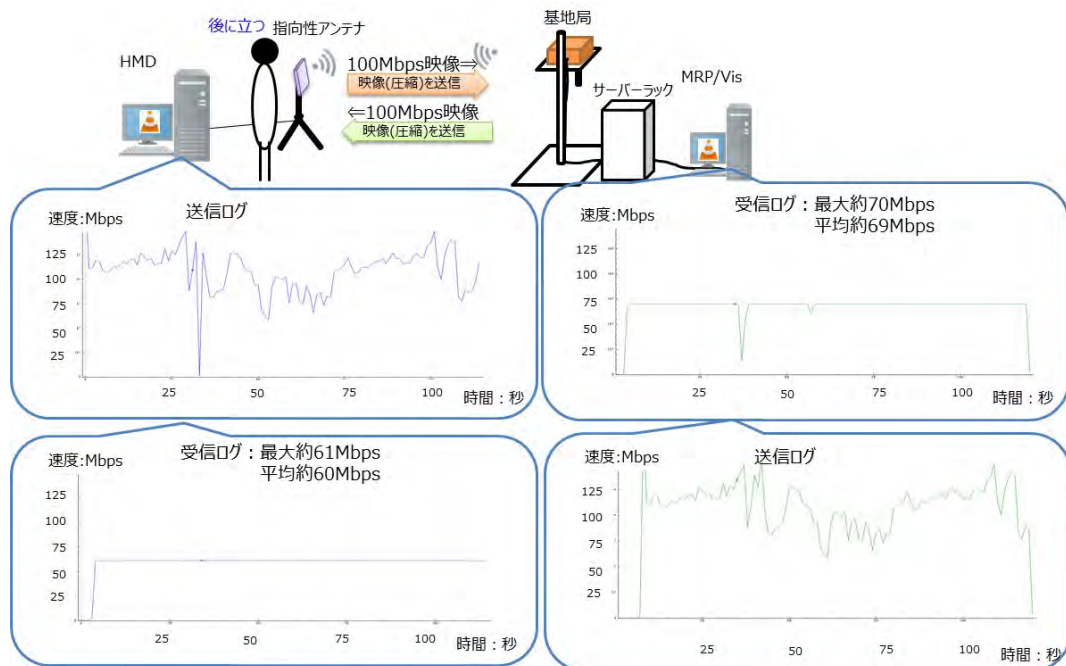 後に立つ 指向性アンテナ
基地局
HMD
100Mbps映像⇒
映像(圧縮)を送信
⇐100Mbps映像
映像(圧縮)を送信
サーバーラック
MRP/Vis
速度:Mbps
送信ログ
125
100
75
50
25
25
50
75
100
時間：秒
速度:Mbps
受信ログ：最大約70Mbps
平均約69Mbps
125
100
75
50
25
25
50
75
100
時間：秒
速度:Mbps
受信ログ：最大約61Mbps
平均約60Mbps
125
100
75
50
25
25
50
75
100
時間：秒
速度:Mbps
送信ログ
125
100
75
50
25
25
50
75
100
時間：秒